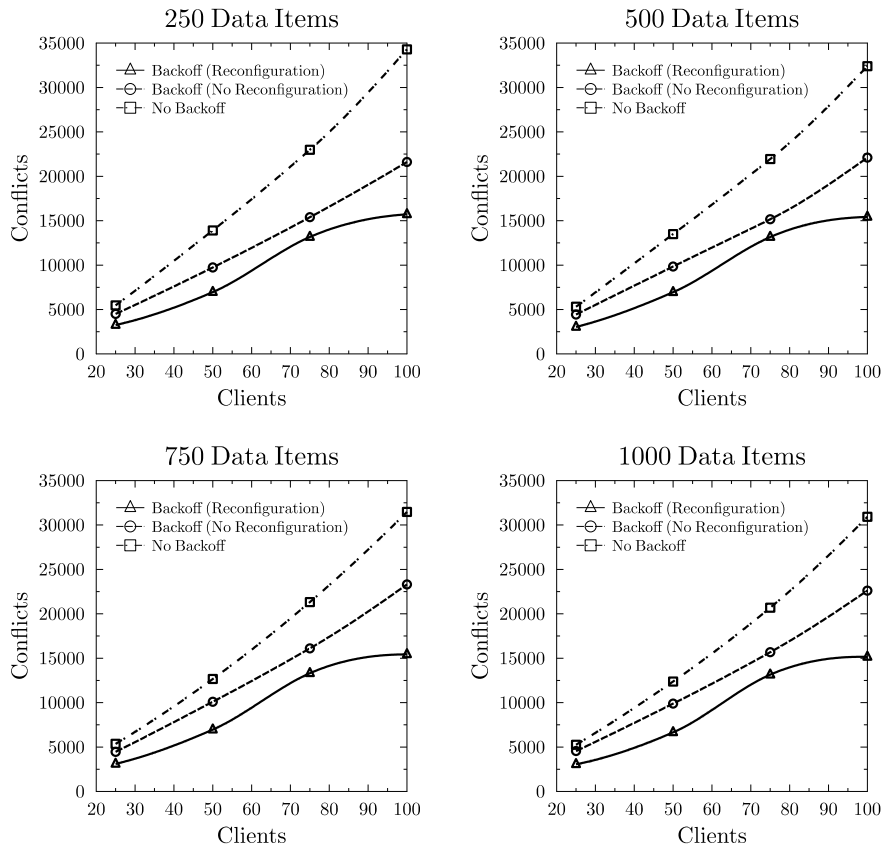 250 Data Items
35000
30000
25000
20000
15000
10000
5000
0
Conflicts
Backoff (Reconfiguration)
Backoff (No Reconfiguration)
No Backoff
20 30 40 50 60 70 80 90 100
Clients
500 Data Items
35000
30000
25000
20000
15000
10000
5000
0
Conflicts
Backoff (Reconfiguration)
Backoff (No Reconfiguration)
No Backoff
20 30 40 50 60 70 80 90 100
Clients
750 Data Items
35000
30000
25000
20000
15000
10000
5000
0
Conflicts
Backoff (Reconfiguration)
Backoff (No Reconfiguration)
No Backoff
20 30 40 50 60 70 80 90 100
Clients
1000 Data Items
35000
30000
25000
20000
15000
10000
5000
0
Conflicts
Backoff (Reconfiguration)
Backoff (No Reconfiguration)
No Backoff
20 30 40 50 60 70 80 90 100
Clients